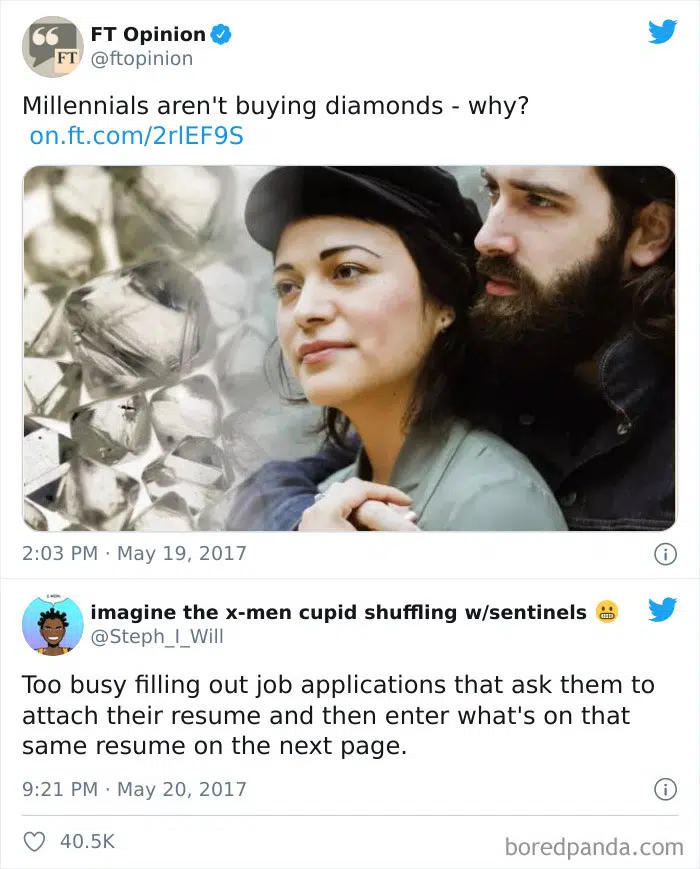 FT Opinion
@ftopinion
Millennials aren't buying diamonds - why?
on.ft.com/2rlEF9S
FT
2:03 PM · May 19, 2017
imagine the x-men cupid shuffling w/sentinels 😬
@Steph_I_Will
Too busy filling out job applications that ask them to
attach their resume and then enter what's on that
same resume on the next page.
9:21 PM · May 20, 2017
40.5K
boredpanda.com